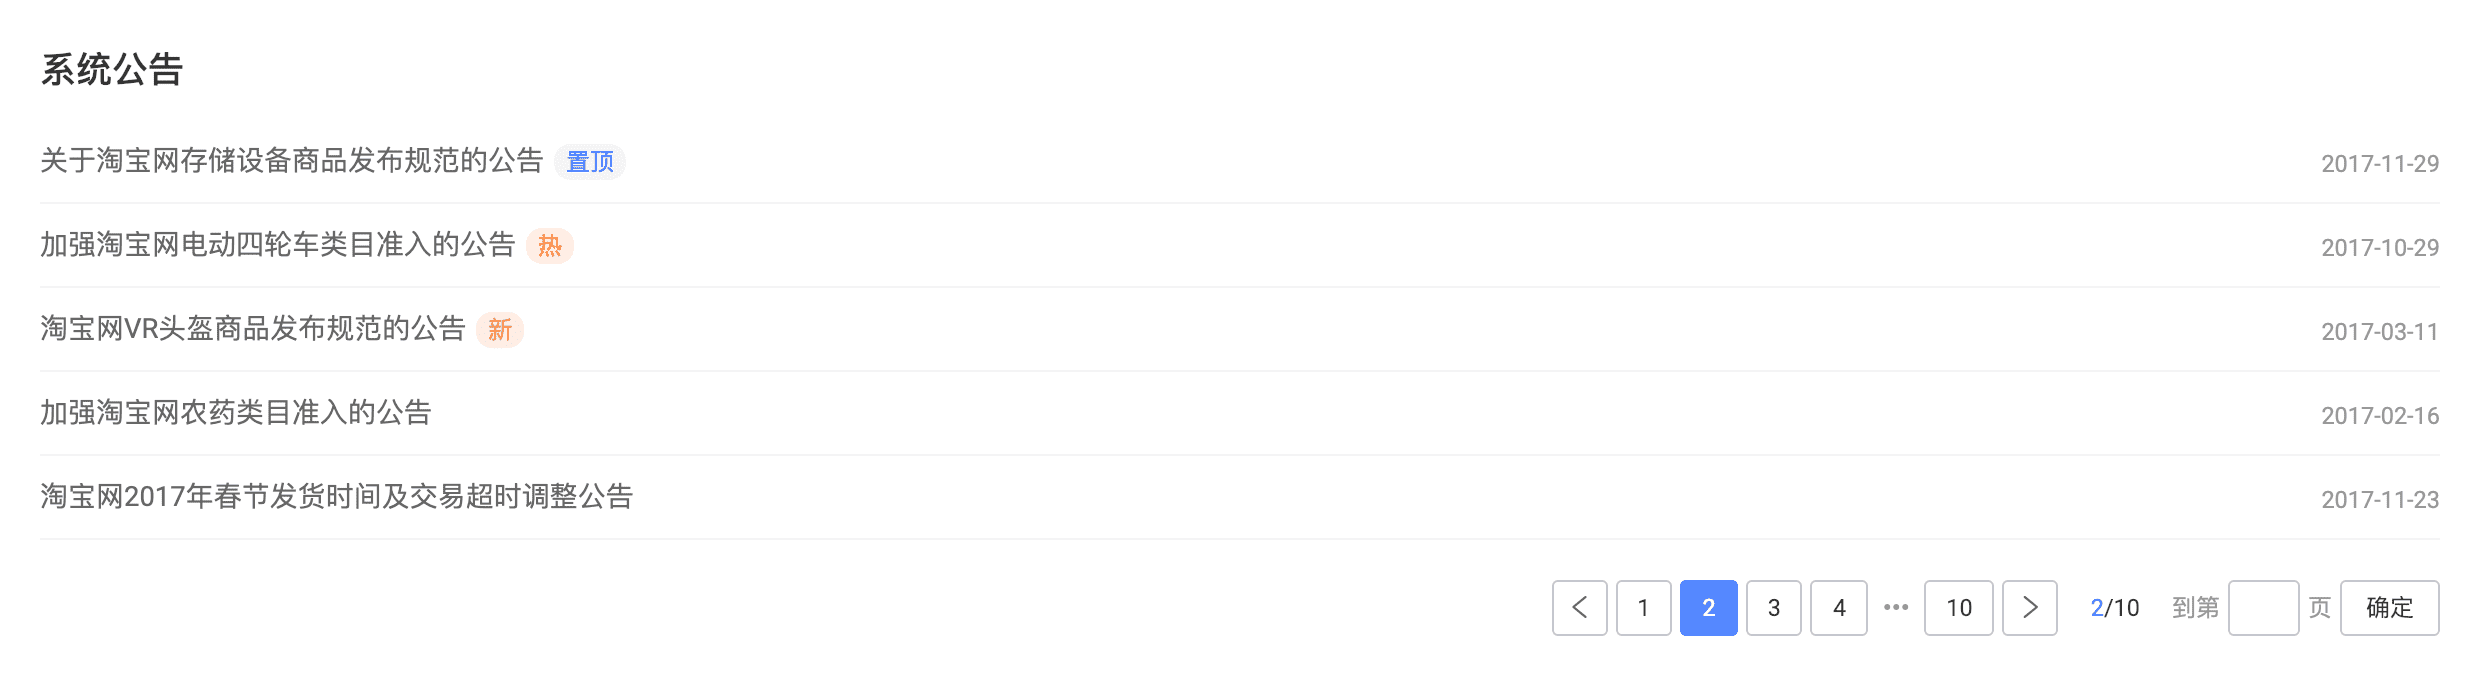 系统公告
关于淘宝网存储设备商品发布规范的公告 置顶 2017-11-29
加强淘宝网电动四轮车类目准入的公告 热 2017-10-29
淘宝网VR头盔商品发布规范的公告 新 2017-03-11
加强淘宝网农药类目准入的公告 2017-02-16
淘宝网2017年春节发货时间及交易超时调整公告 2017-11-23
< 1 2 3 4 ••• 10 > 2/10 到第 页 确定